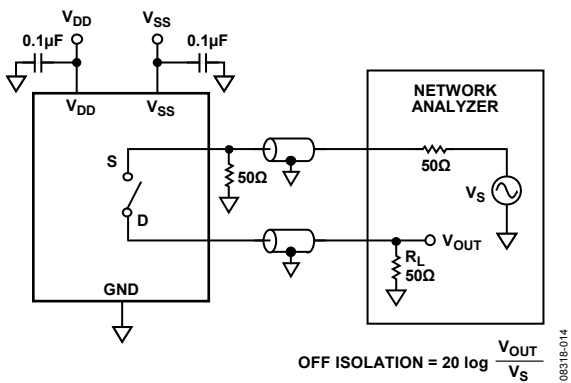 VDD
VSS
0.1µF
0.1µF
VDD
VSS
NETWORK
ANALYZER
S
50Ω
50Ω
VS
D
VOUT
RL
50Ω
GND
OFF ISOLATION = 20 log VOUT
VS
08318-014